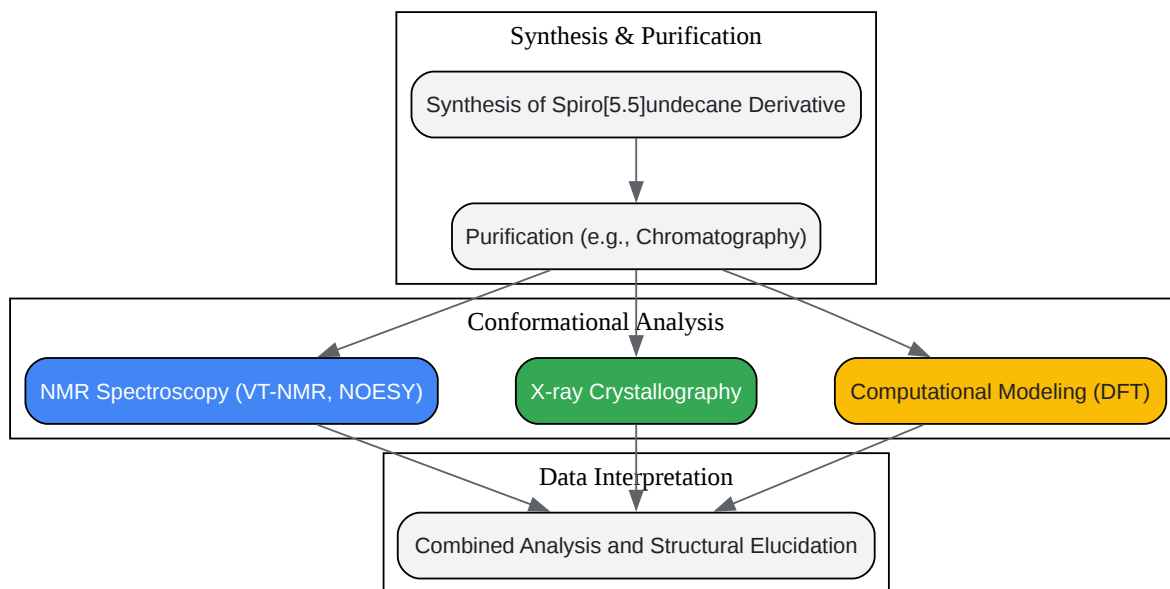 Synthesis & Purification
Synthesis of Spiro[5.5]undecane Derivative
Purification (e.g., Chromatography)
Conformational Analysis
NMR Spectroscopy (VT-NMR, NOESY)
X-ray Crystallography
Computational Modeling (DFT)
Data Interpretation
Combined Analysis and Structural Elucidation